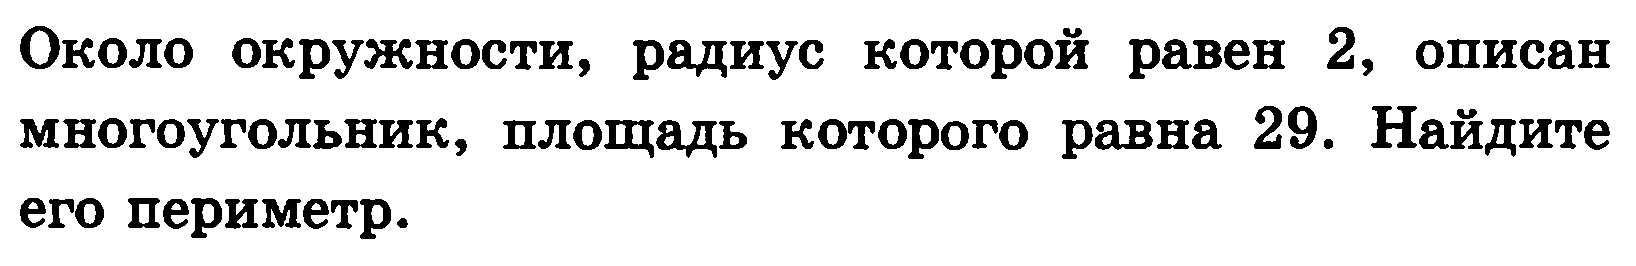 Около окружности, радиус которой равен 2, описан
многоугольник, площадь которого равна 29. Найдите
его периметр.